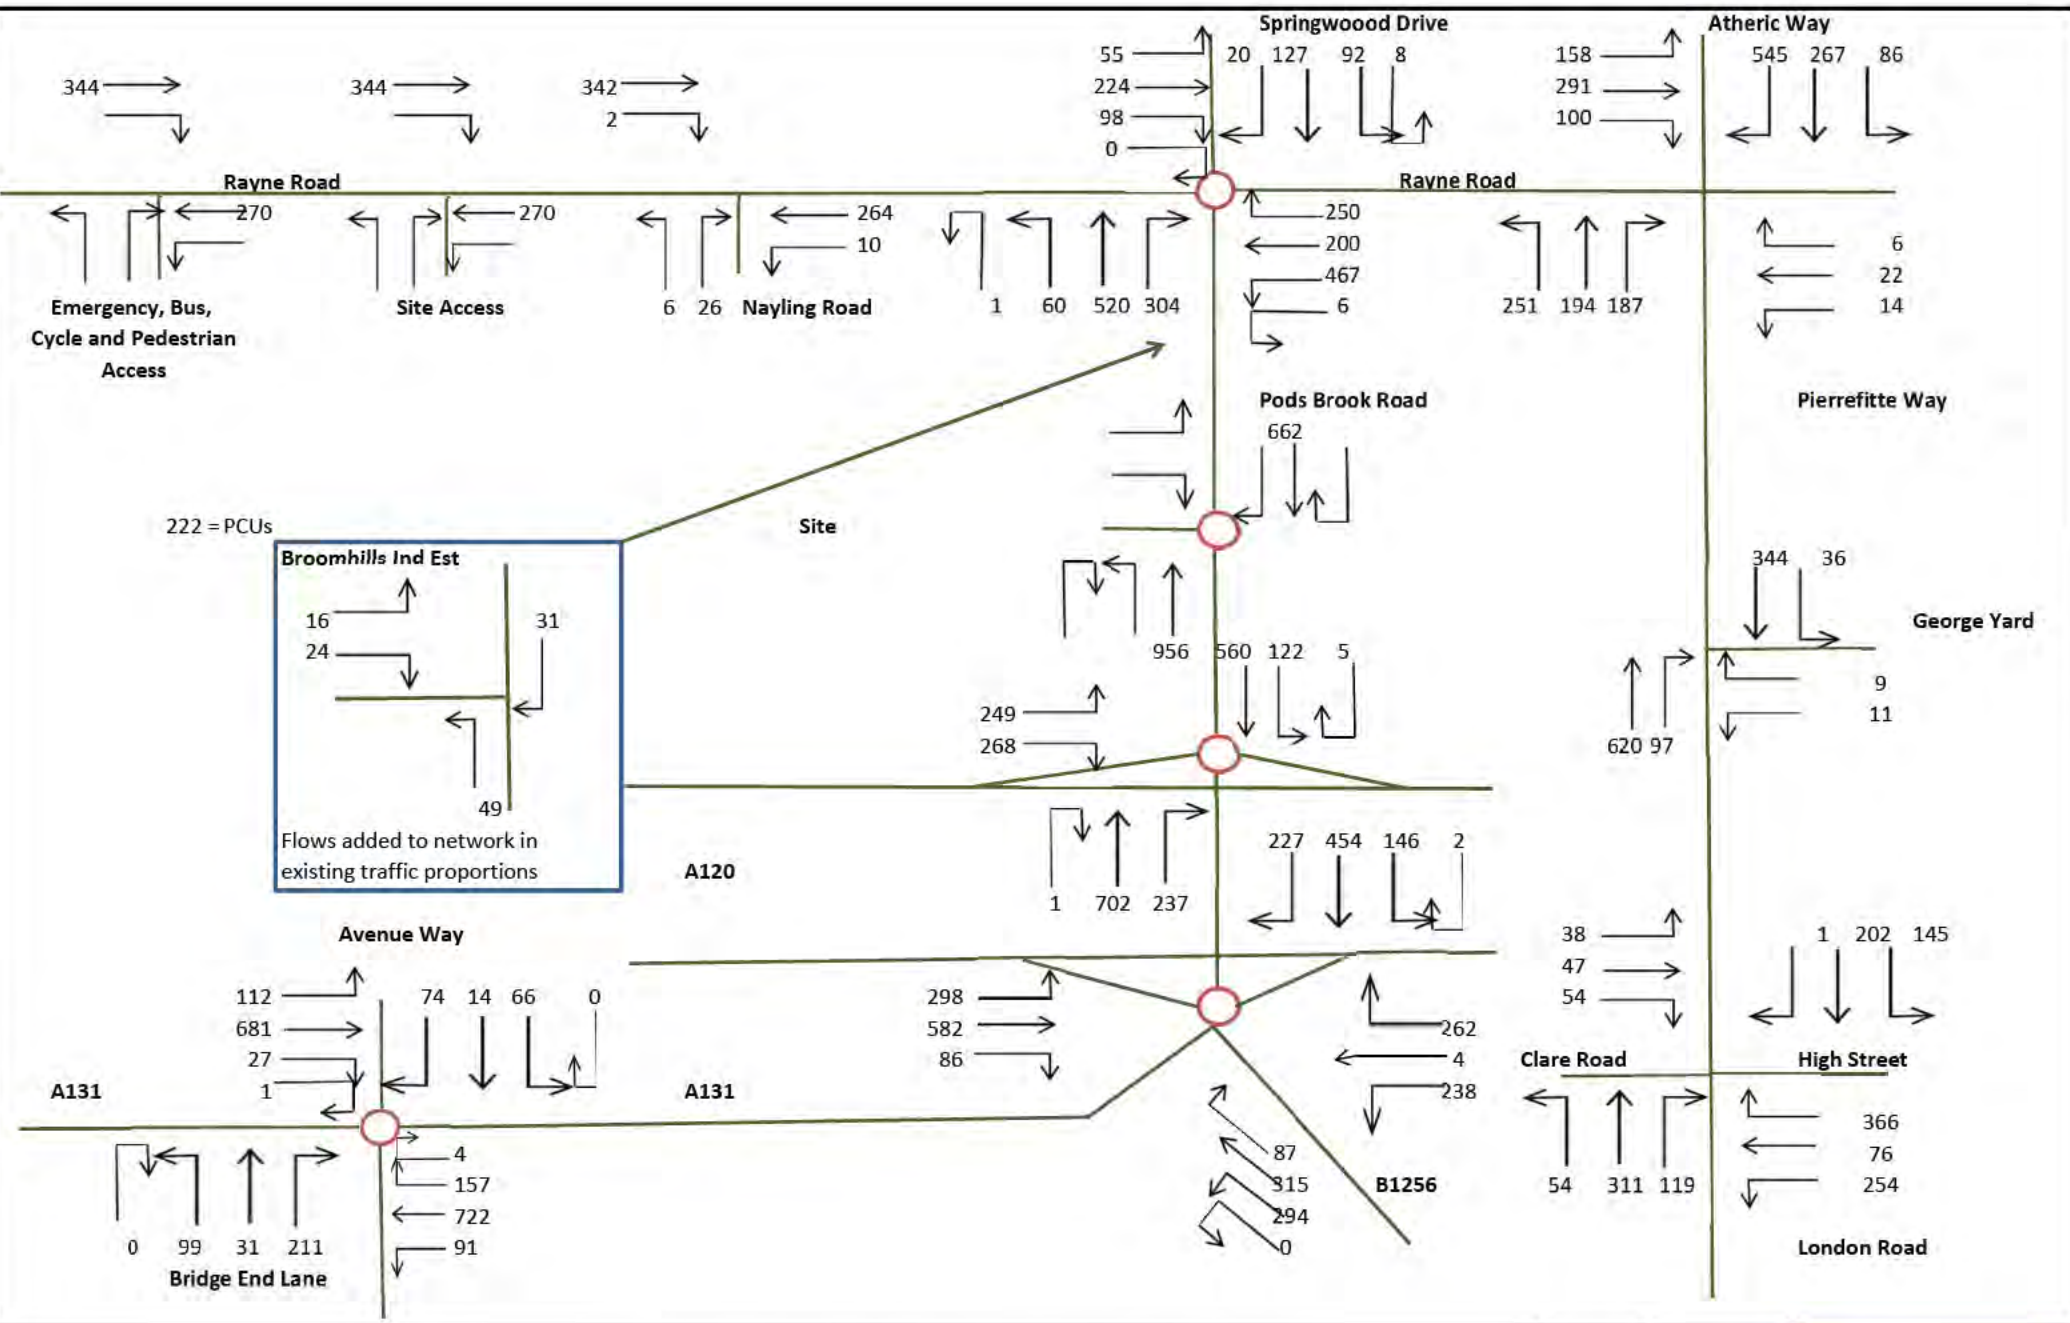 Springwoood Drive
Atheric Way
55
20 127 92 8
158
545 267 86
344
344
342
224
291
2
98
100
0
Rayne Road
Rayne Road
270
270
264
250
10
200
6
467
22
6 26
1 60 520 304
6
251 194 187
14
Emergency, Bus,
Cycle and Pedestrian
Access
Site Access
Nayling Road
Pods Brook Road
Pierrefitte Way
662
222 = PCUs
Site
Broomhills Ind Est
16
31
24
49
Flows added to network in
existing traffic proportions
344 36
George Yard
956
560 122 5
9
249
11
268
620 97
227 454 146 2
A120
1 702 237
Avenue Way
38
1 202 145
47
54
112
74 14 66 0
681
27
1
298
582
86
262
4
238
Clare Road
High Street
A131
A131
4
157
722
91
87
315
294
0
B1256
54 311 119
366
76
254
0 99 31 211
Bridge End Lane
London Road